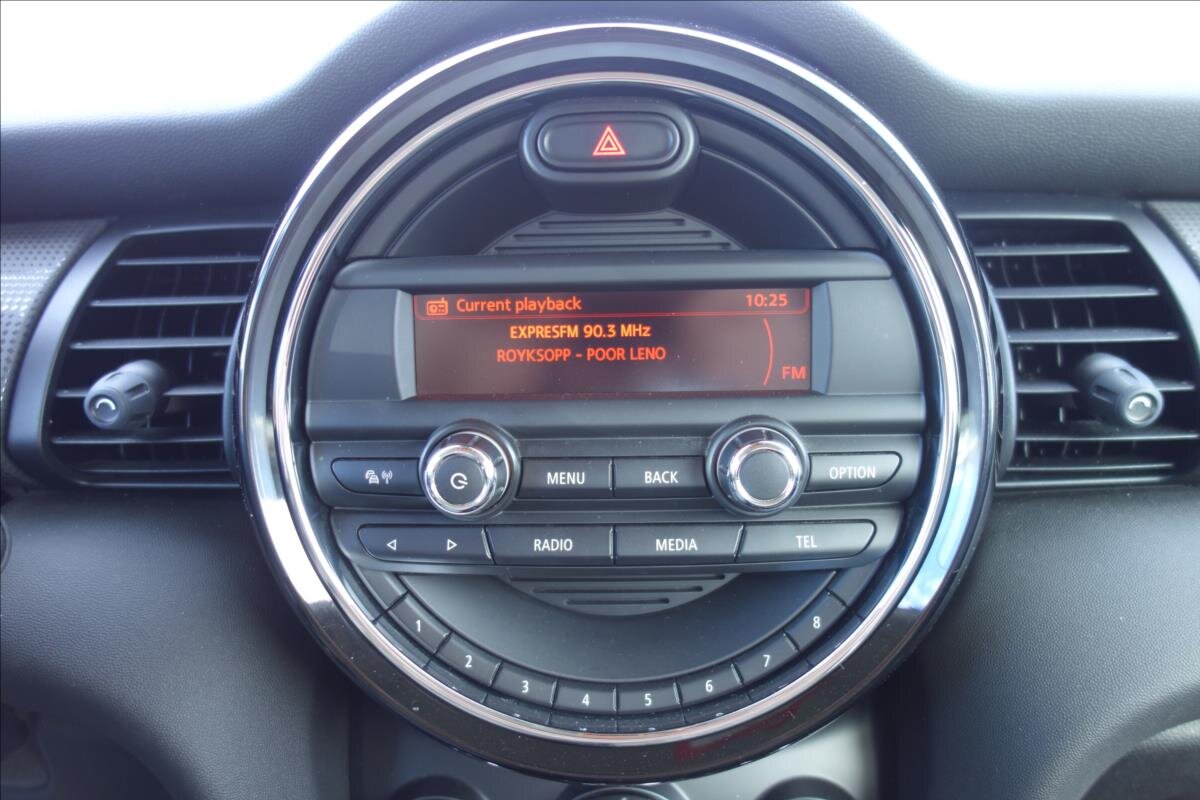 Current playback 10:25
EXPRESFM 90.3 MHz
ROYKSOPP - POOR LENO
FM
MENU BACK OPTION
RADIO MEDIA TEL
1 2 3 4 5 6 7 8